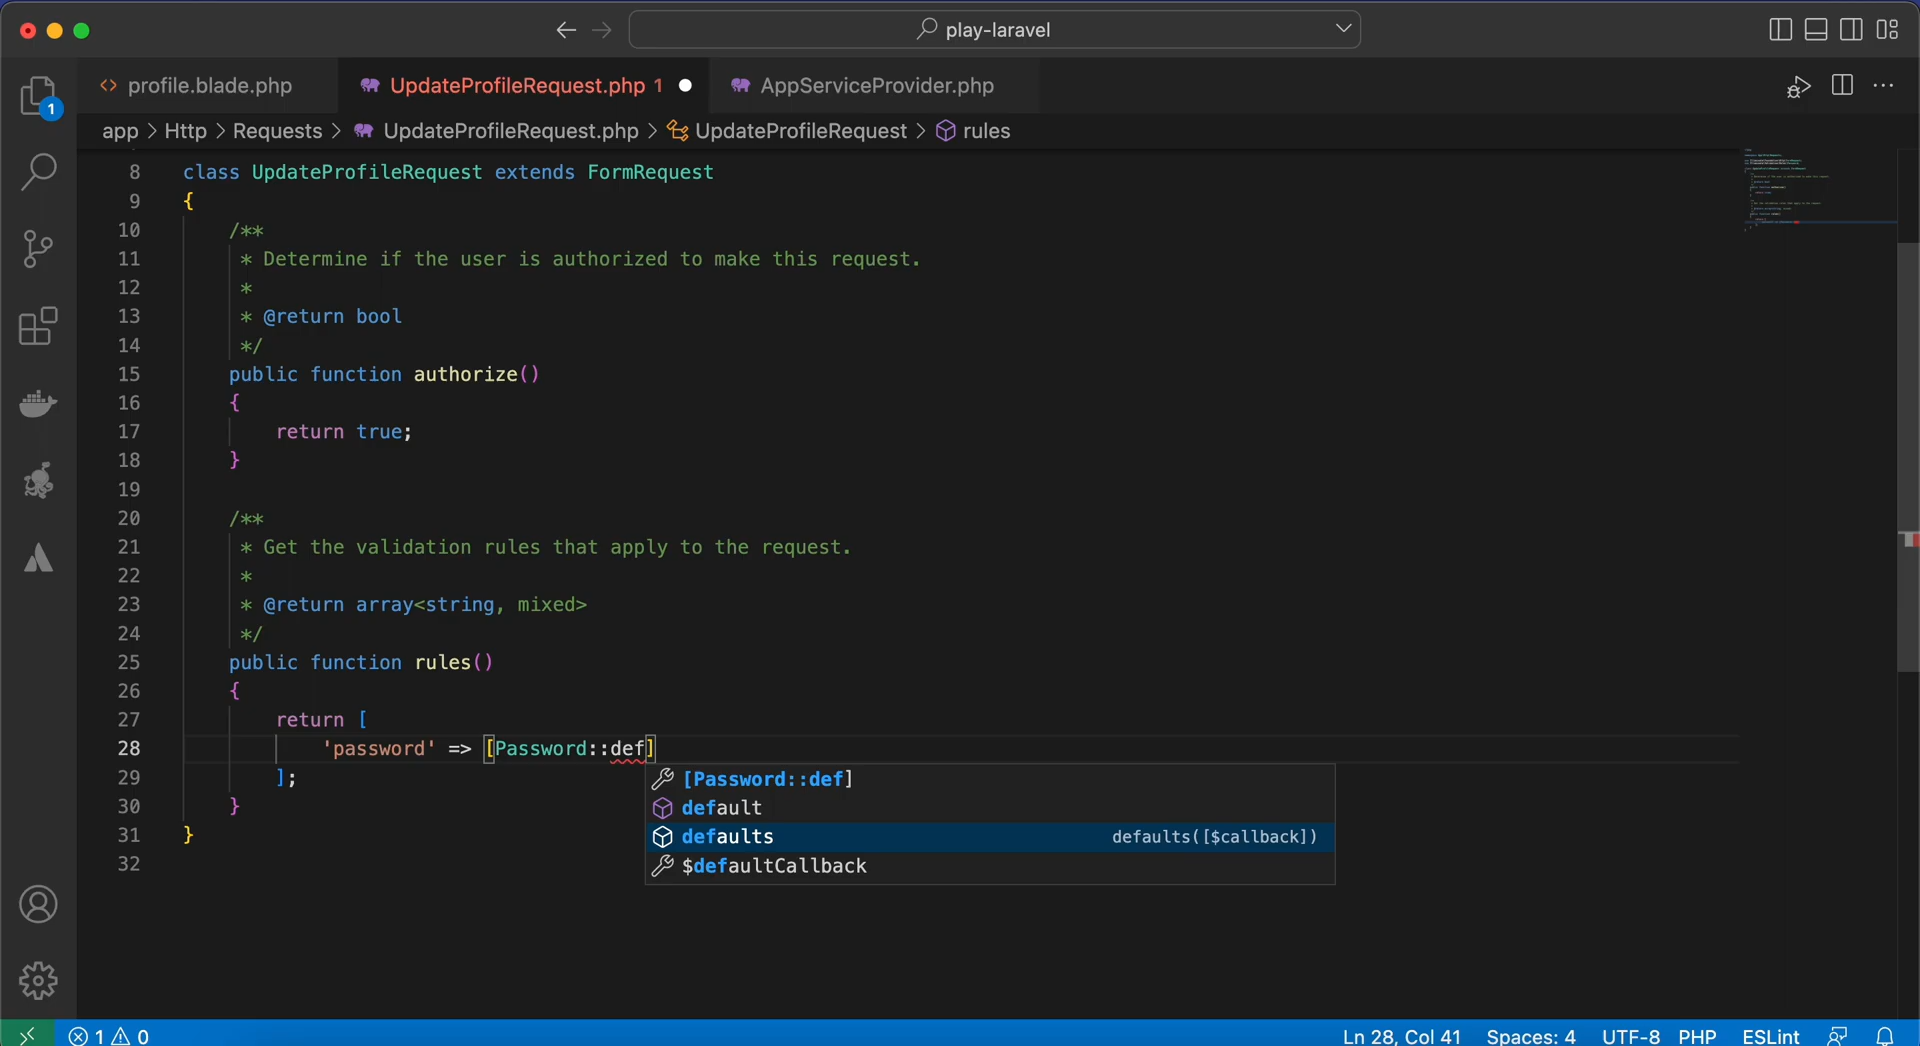 play-laravel
profile.blade.php
UpdateProfileRequest.php 1
AppServiceProvider.php
1
app > Http > Requests > UpdateProfileRequest.php > UpdateProfileRequest > rules
8 class UpdateProfileRequest extends FormRequest
9 {
10 /**
11 * Determine if the user is authorized to make this request.
12 *
13 * @return bool
14 */
15 public function authorize()
16 {
17 return true;
18 }
19
20 /**
21 * Get the validation rules that apply to the request.
22 *
23 * @return array<string, mixed>
24 */
25 public function rules()
26 {
27 return [
28 'password' => [Password::def]
29 ];
30 }
31 }
32
[Password::def]
default
defaults defaults([$callback])
$defaultCallback
1 0 Ln 28, Col 41 Spaces: 4 UTF-8 PHP ESLint